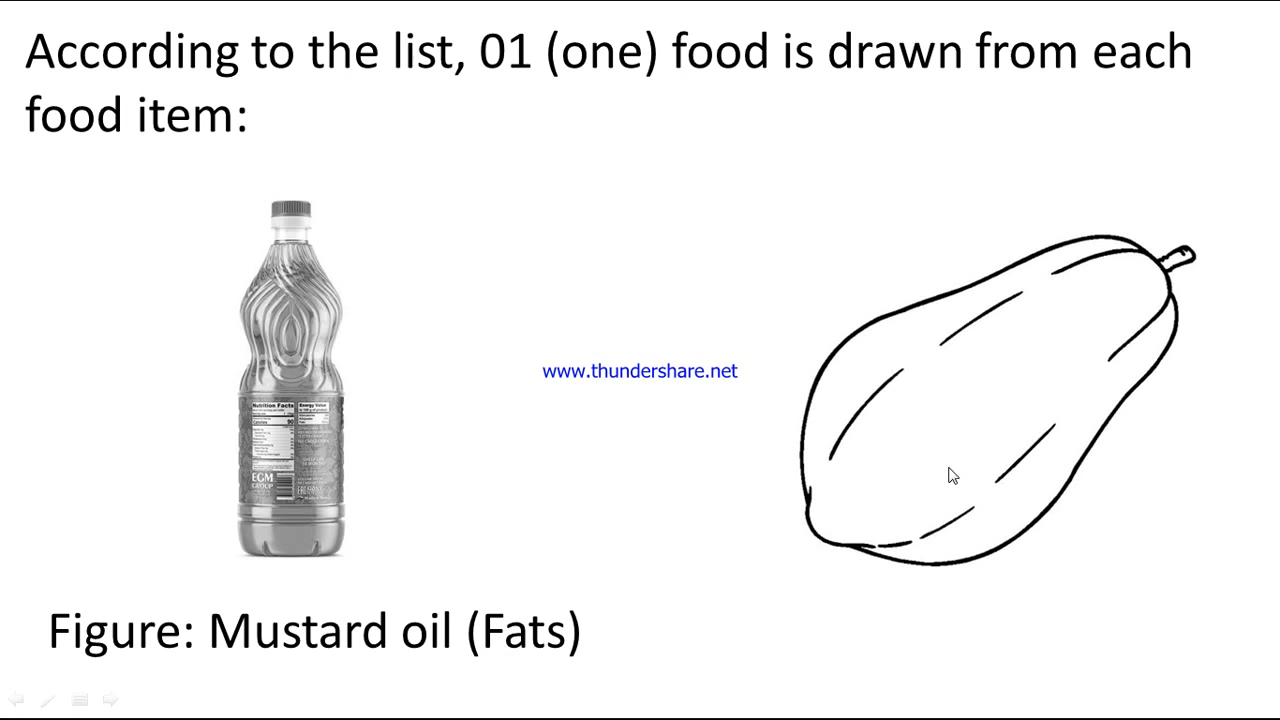 According to the list, 01 (one) food is drawn from each
food item:
www.thundershare.net
Nutrition Facts
Energy Value
Calories 90
EGM
GROUP
Figure: Mustard oil (Fats)